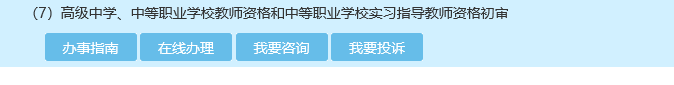 （7）高级中学、中等职业学校教师资格和中等职业学校实习指导教师资格初审
办事指南 在线办理 我要咨询 我要投诉